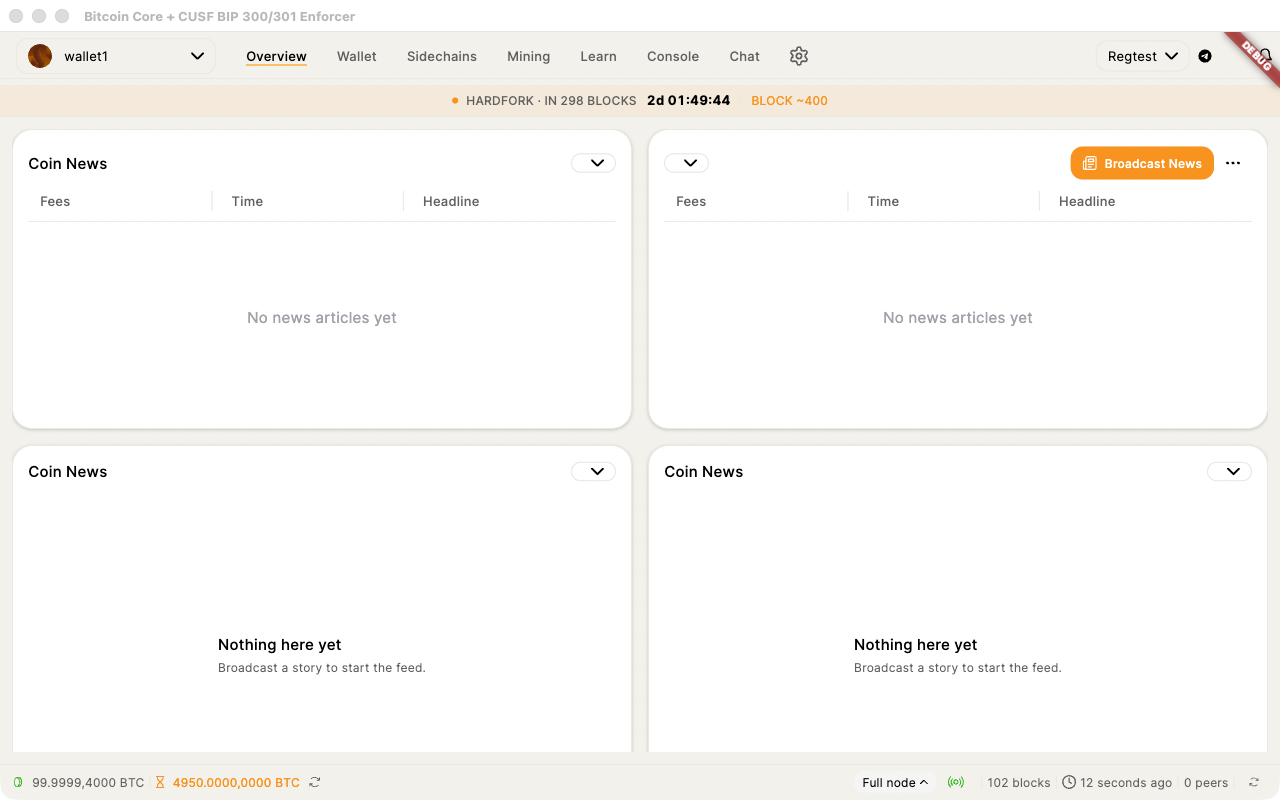 Bitcoin Core + CUSF BIP 300/301 Enforcer
wallet1
Overview
Wallet
Sidechains
Mining
Learn
Console
Chat
Regtest
DEBUG
HARDFORK · IN 298 BLOCKS 2d 01:49:44 BLOCK ~400
Coin News
Fees Time Headline
No news articles yet
Broadcast News
Fees Time Headline
No news articles yet
Coin News
Nothing here yet
Broadcast a story to start the feed.
Coin News
Nothing here yet
Broadcast a story to start the feed.
99.9999,4000 BTC
4950.0000,0000 BTC
Full node
102 blocks
12 seconds ago
0 peers